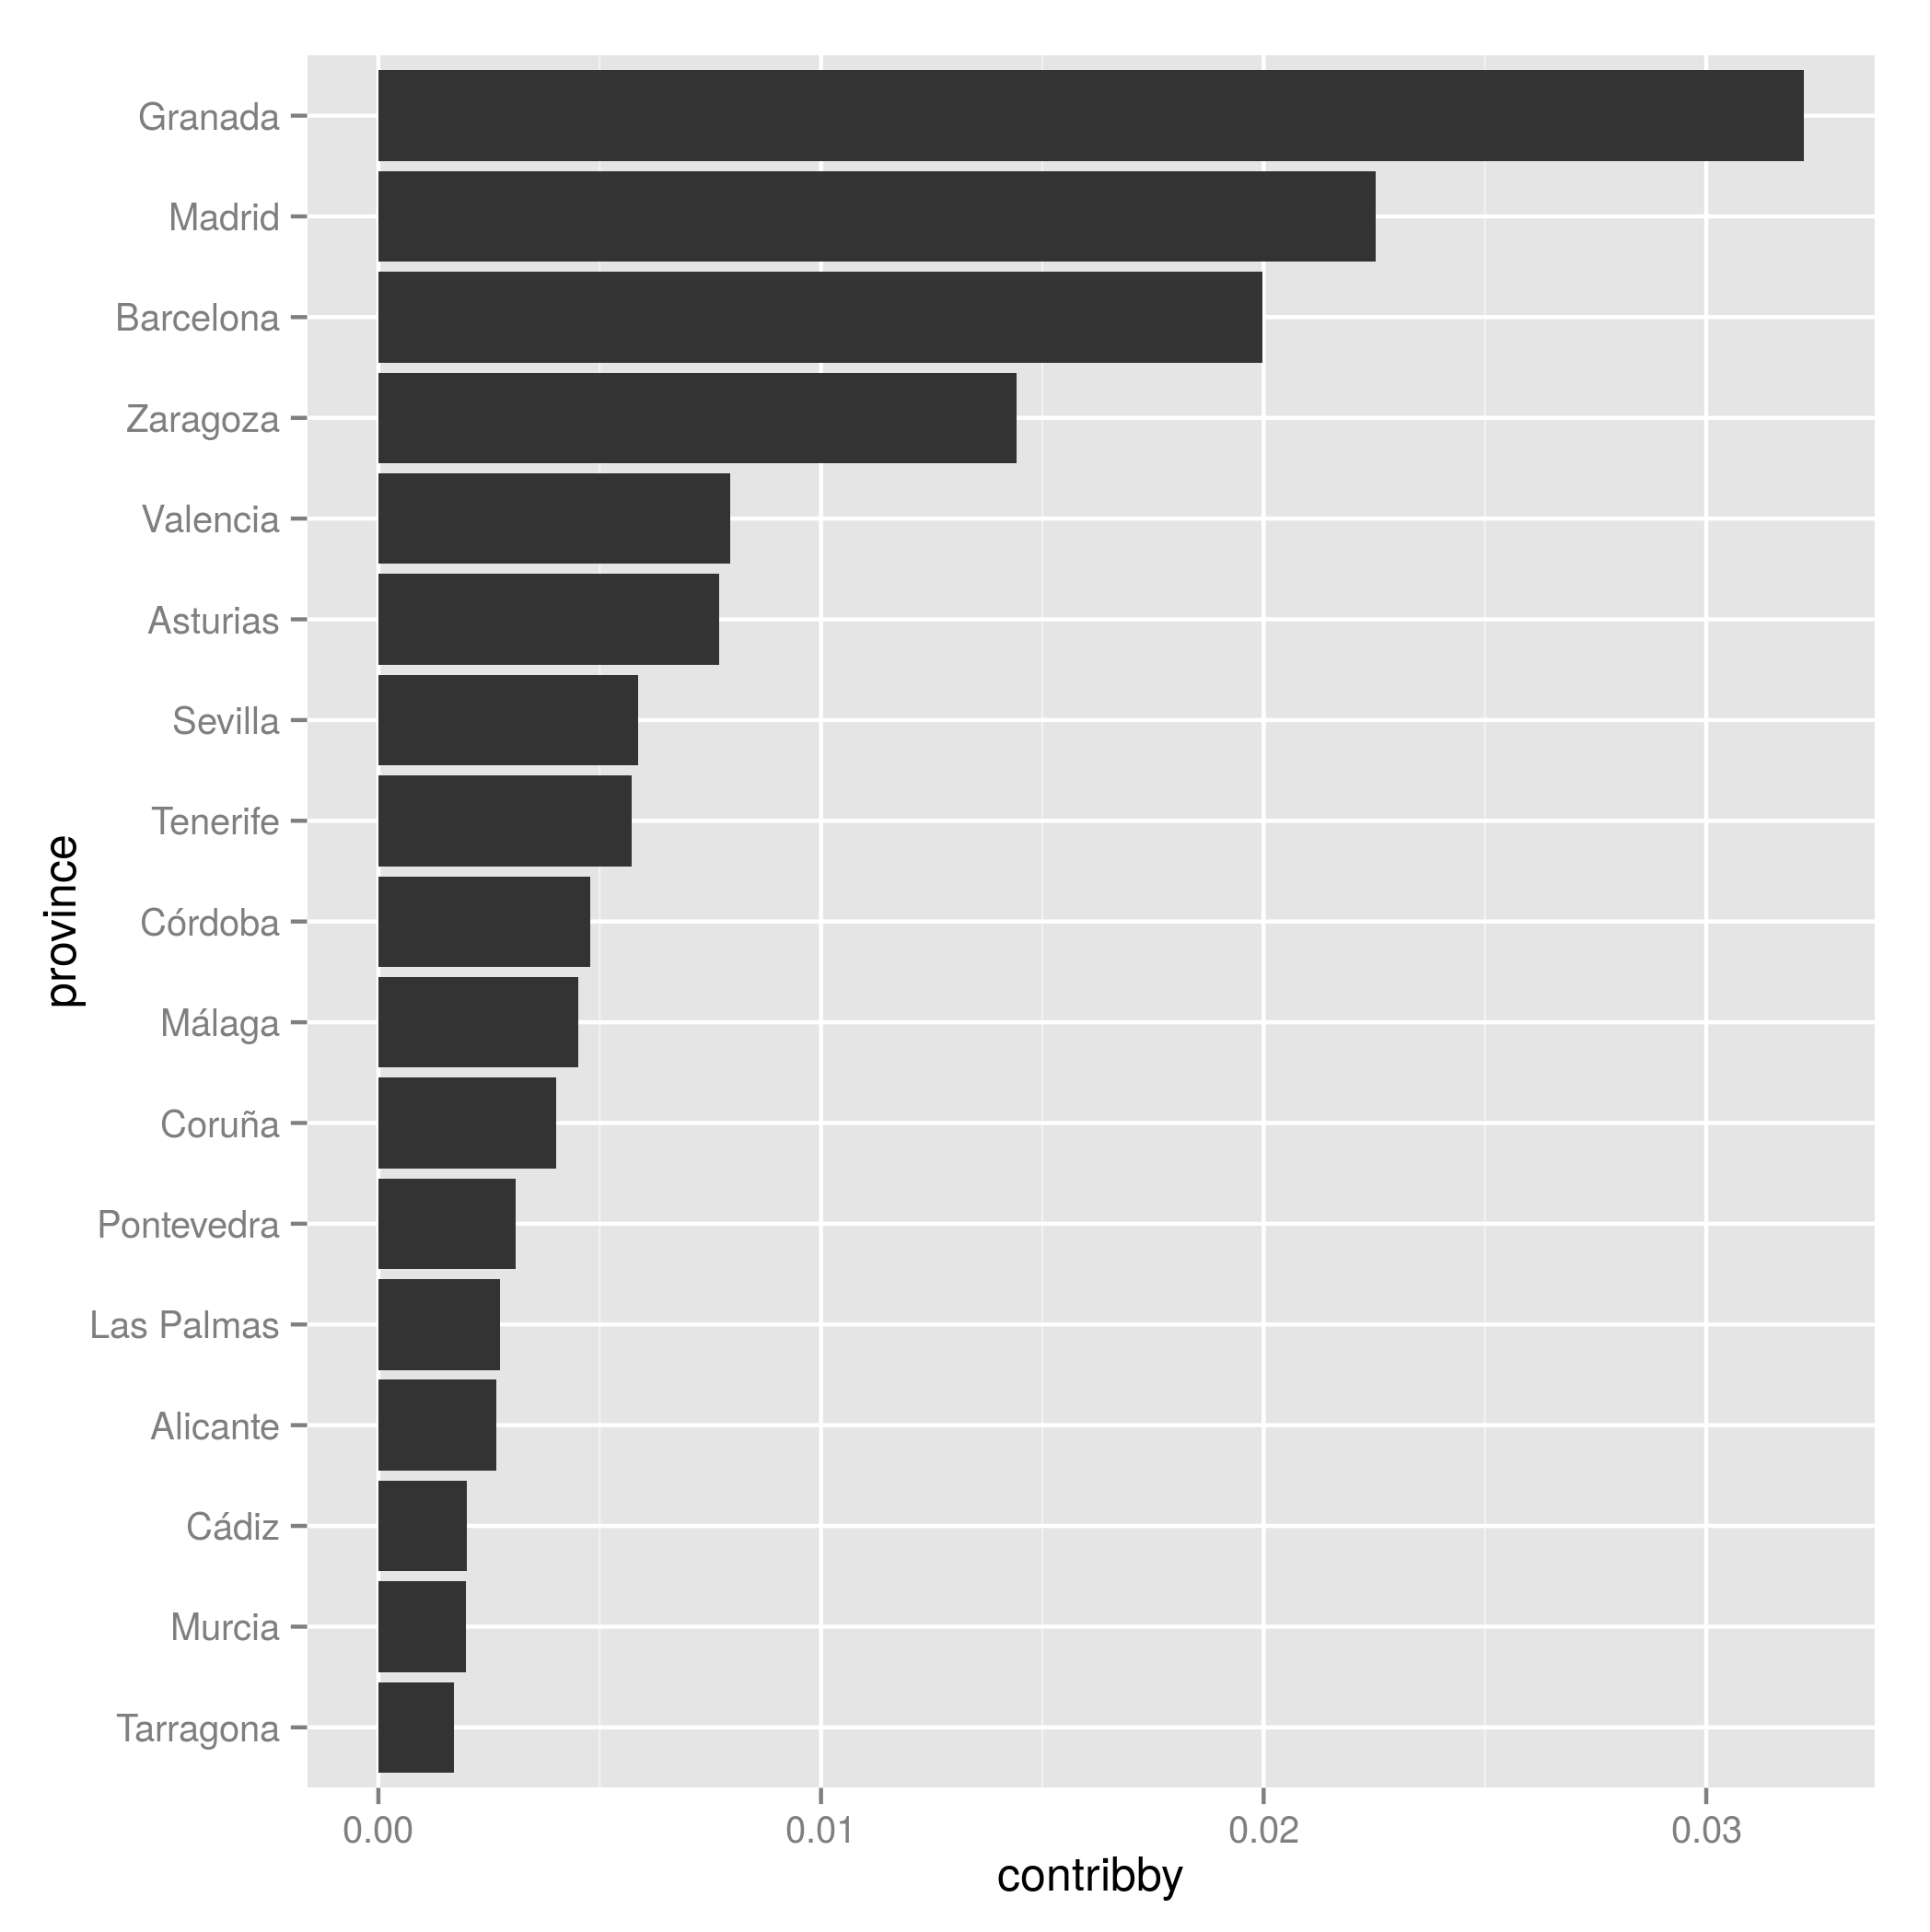 Granada
Madrid
Barcelona
Zaragoza
Valencia
Asturias
Sevilla
Tenerife
Córdoba
Málaga
Coruña
Pontevedra
Las Palmas
Alicante
Cádiz
Murcia
Tarragona
province
0.00 0.01 0.02 0.03
contribby